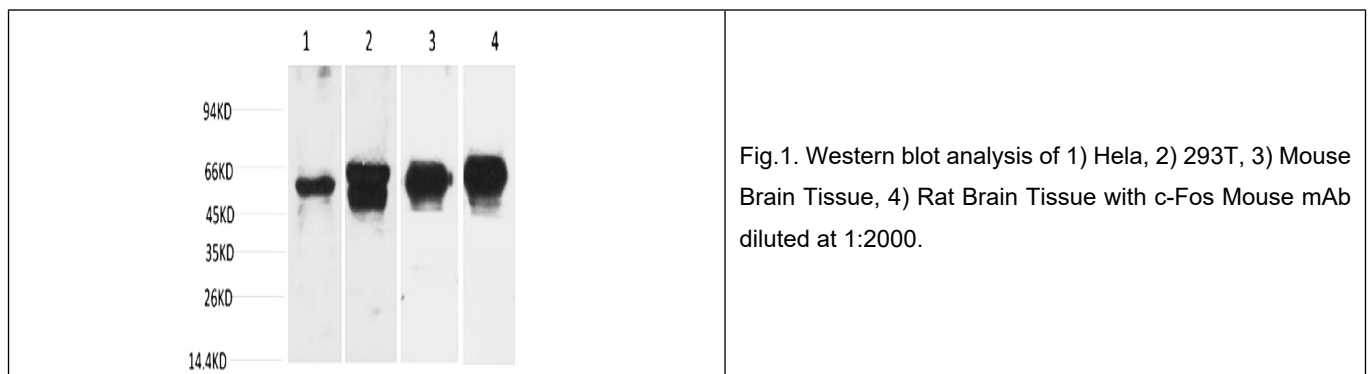 1 2 3 4
94KD
66KD
45KD
35KD
26KD
14.4KD
Fig.1. Western blot analysis of 1) Hela, 2) 293T, 3) Mouse
Brain Tissue, 4) Rat Brain Tissue with c-Fos Mouse mAb
diluted at 1:2000.